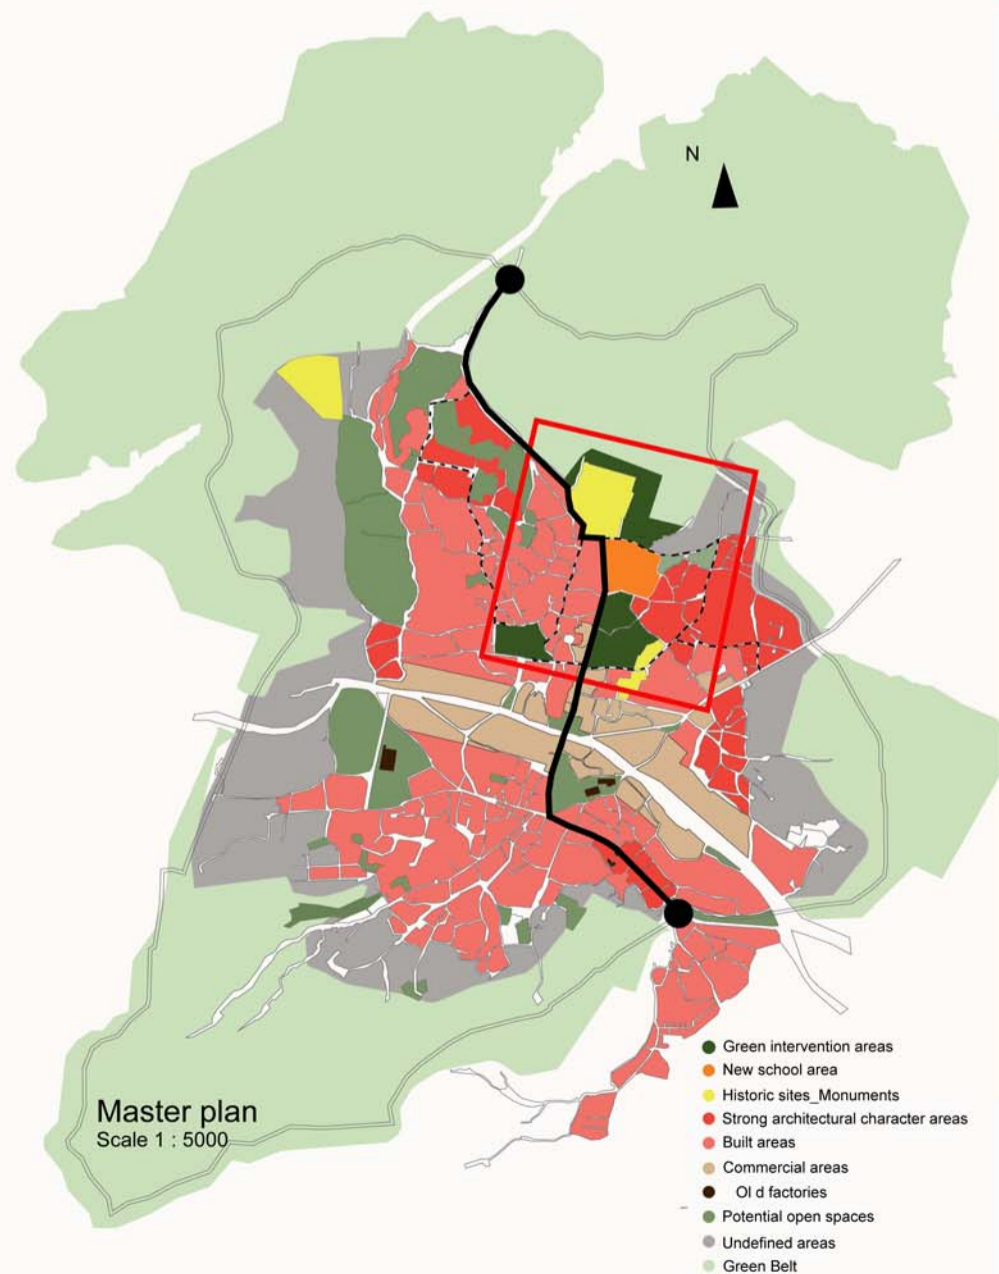 N
Master plan
Scale 1 : 5000
Green intervention areas
New school area
Historic sites_Monuments
Strong architectural character areas
Built areas
Commercial areas
Ol d factories
Potential open spaces
Undefined areas
Green Belt